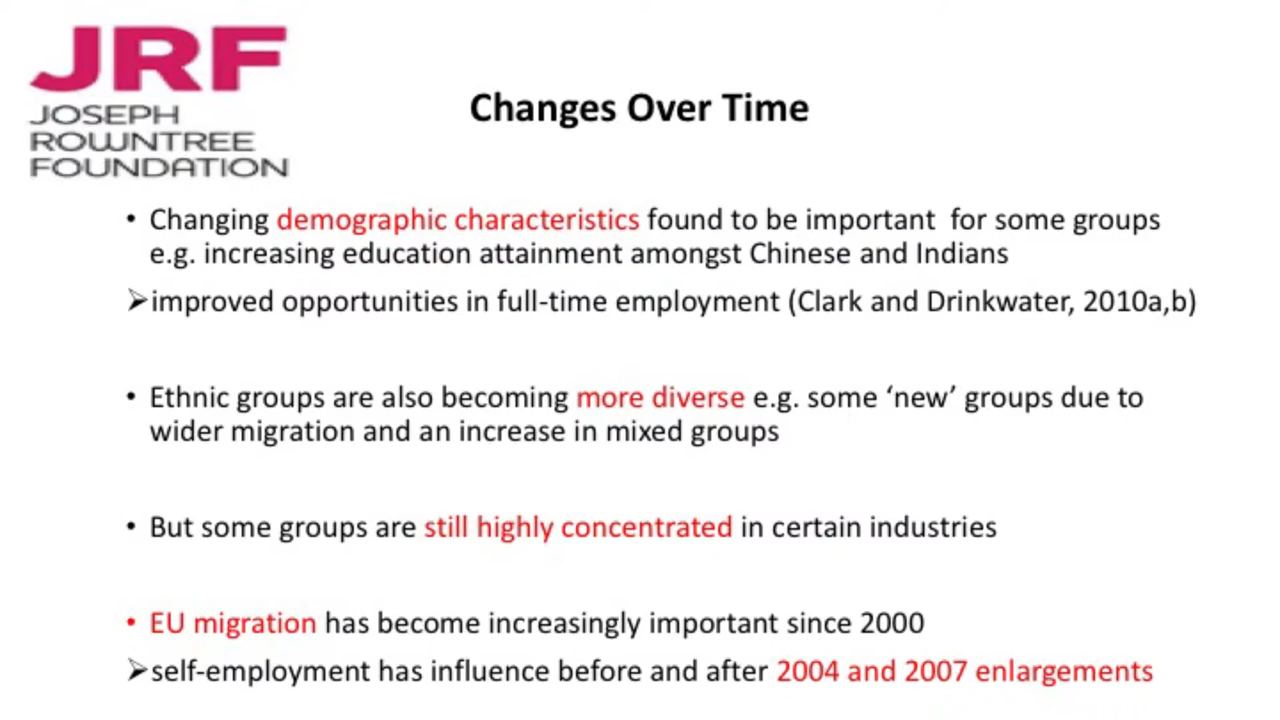 JRF
JOSEPH
ROWNTREE
FOUNDATION
Changes Over Time
• Changing demographic characteristics found to be important for some groups
e.g. increasing education attainment amongst Chinese and Indians
➢improved opportunities in full-time employment (Clark and Drinkwater, 2010a,b)
• Ethnic groups are also becoming more diverse e.g. some ‘new’ groups due to
wider migration and an increase in mixed groups
• But some groups are still highly concentrated in certain industries
• EU migration has become increasingly important since 2000
➢self-employment has influence before and after 2004 and 2007 enlargements